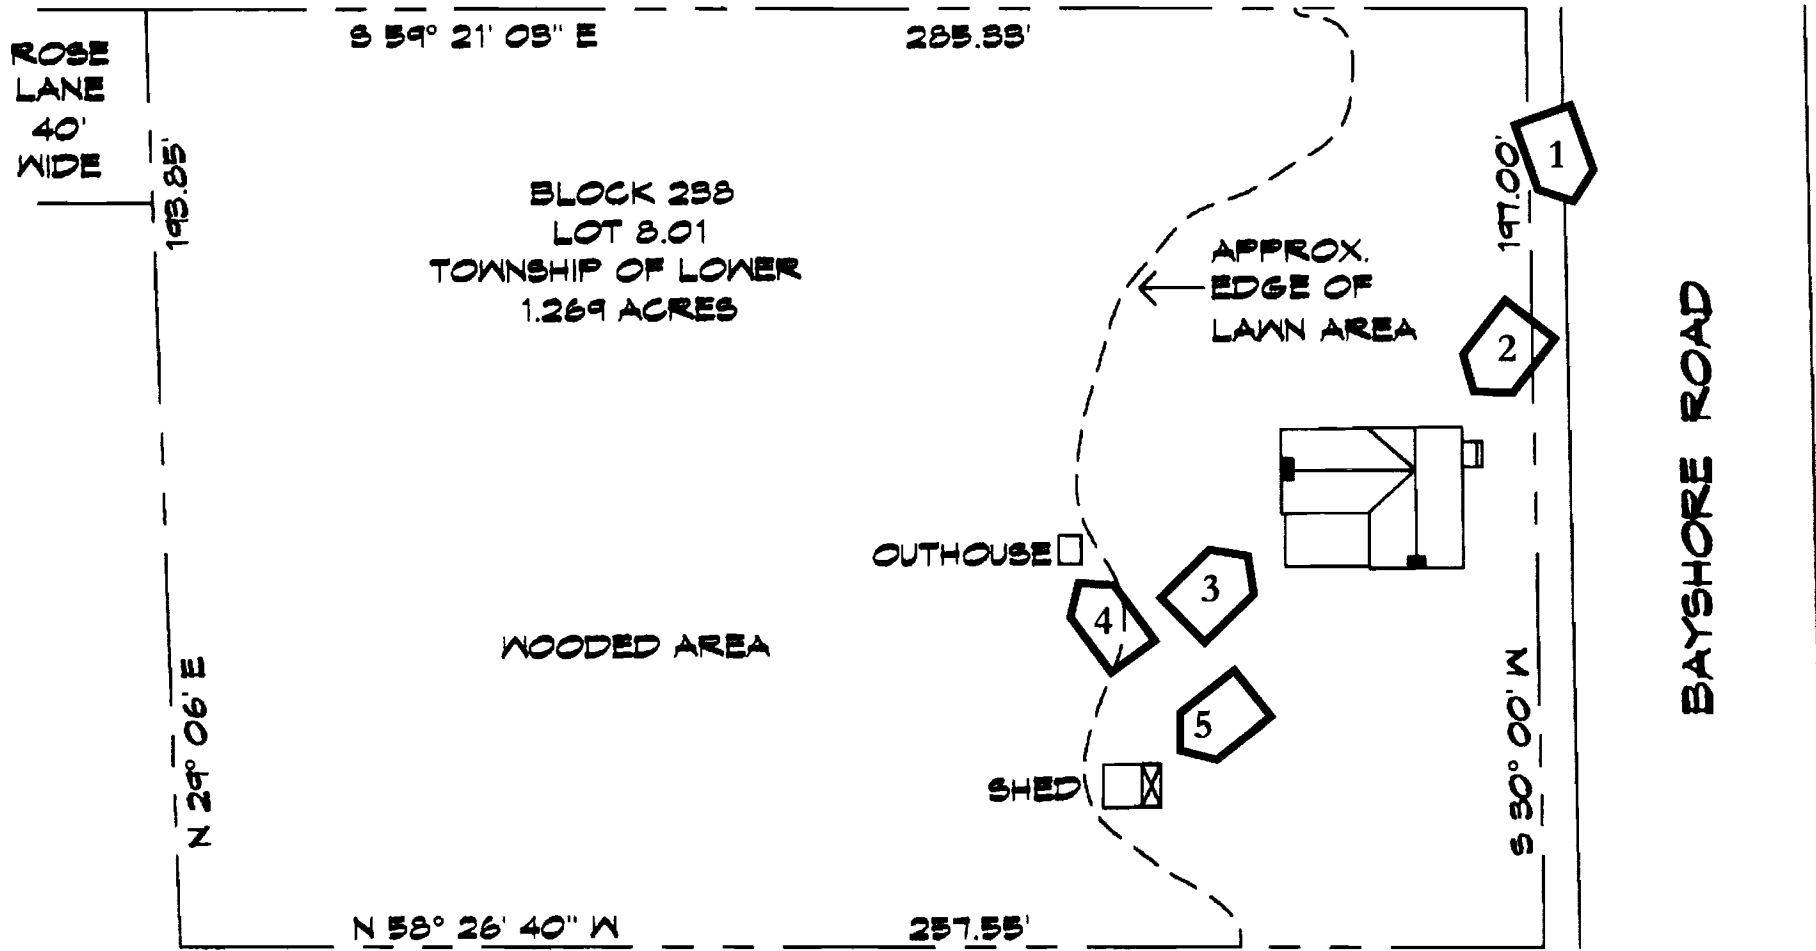 S 59° 21' 03" E
285.33'
ROSE
LANE
40'
WIDE
193.85'
BLOCK 238
LOT 8.01
TOWNSHIP OF LOWER
1.269 ACRES
197.00'
1
APPROX.
EDGE OF
LAWN AREA
2
BAYSHORE ROAD
OUTHOUSE
3
4
WOODED AREA
5
SHED
N 29° 06' E
S 30° 00' W
N 58° 26' 40" W
257.55'